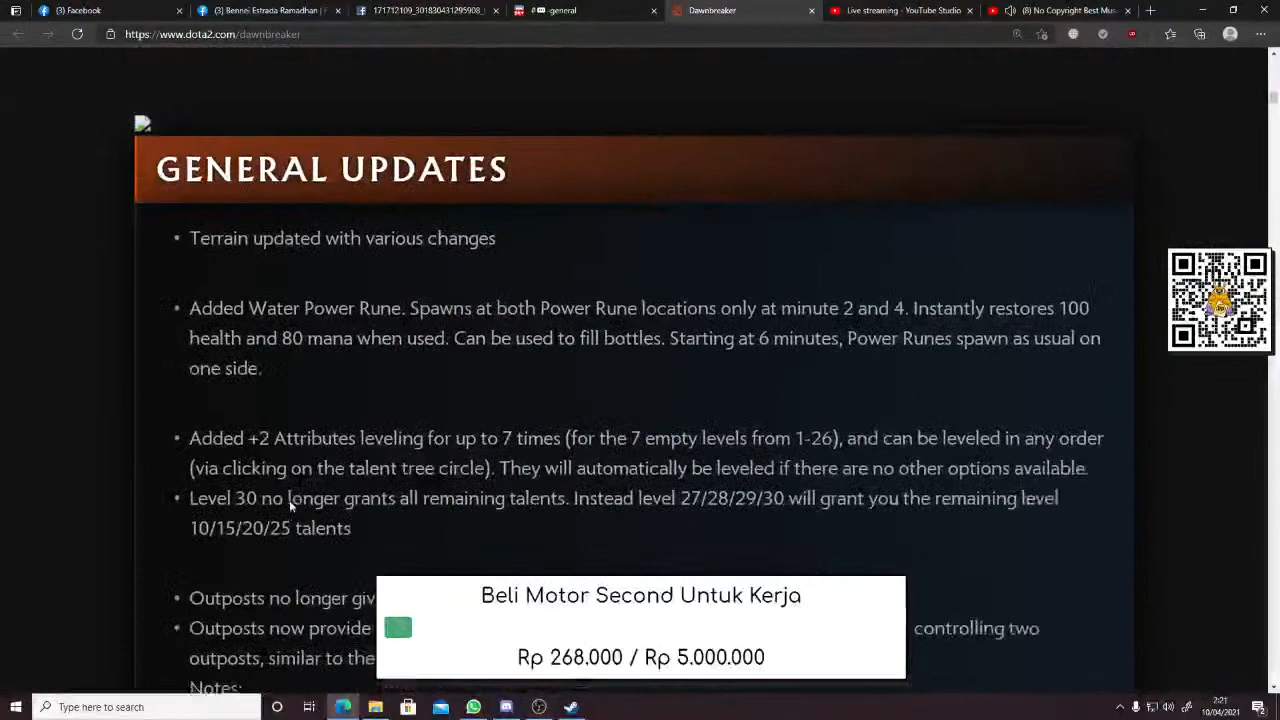 (3) Facebook
(3) Bennei Estrada Ramadhan | F
171712109_301830431295908_
-general
Dawnbreaker
Live streaming - YouTube Studio
(8) No Copyright Best Mus
https://www.dota2.com/dawnbreaker
GENERAL UPDATES
• Terrain updated with various changes
• Added Water Power Rune. Spawns at both Power Rune locations only at minute 2 and 4. Instantly restores 100
health and 80 mana when used. Can be used to fill bottles. Starting at 6 minutes, Power Runes spawn as usual on
one side.
• Added +2 Attributes leveling for up to 7 times (for the 7 empty levels from 1-26), and can be leveled in any order
(via clicking on the talent tree circle). They will automatically be leveled if there are no other options available.
• Level 30 no longer grants all remaining talents. Instead level 27/28/29/30 will grant you the remaining level
10/15/20/25 talents
• Outposts no longer giv
• Outposts now provide controlling two
outposts, similar to the
Notes:
Beli Motor Second Untuk Kerja
Rp 268.000 / Rp 5.000.000
Type here to search
2:21
10/04/2021